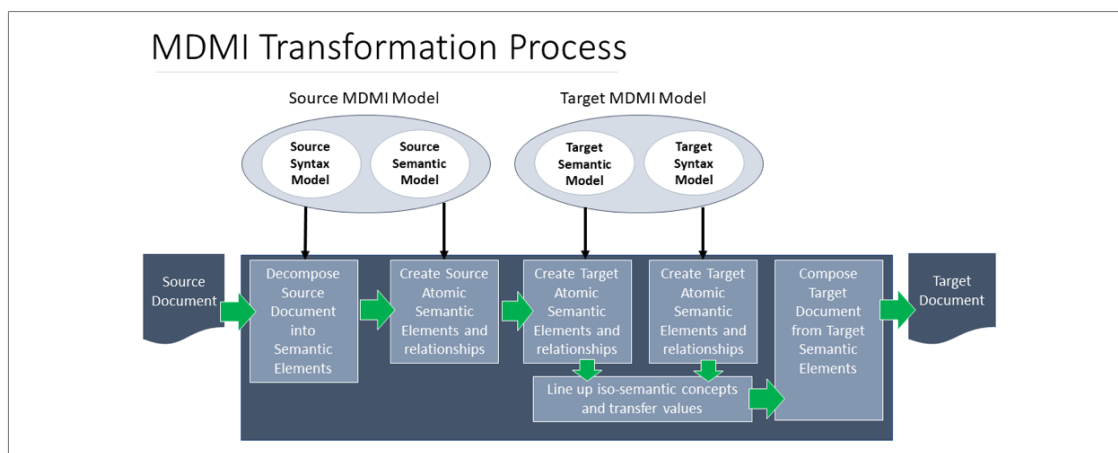 MDMI Transformation Process
Source MDMI Model
Target MDMI Model
Source
Syntax
Model
Source
Semantic
Model
Target
Semantic
Model
Target
Syntax
Model
Source
Document
Decompose
Source
Document
into
Semantic
Elements
Create Source
Atomic
Semantic
Elements and
relationships
Create Target
Atomic
Semantic
Elements and
relationships
Create Target
Atomic
Semantic
Elements and
relationships
Line up iso-semantic concepts
and transfer values
Compose
Target
Document
from Target
Semantic
Elements
Target
Document